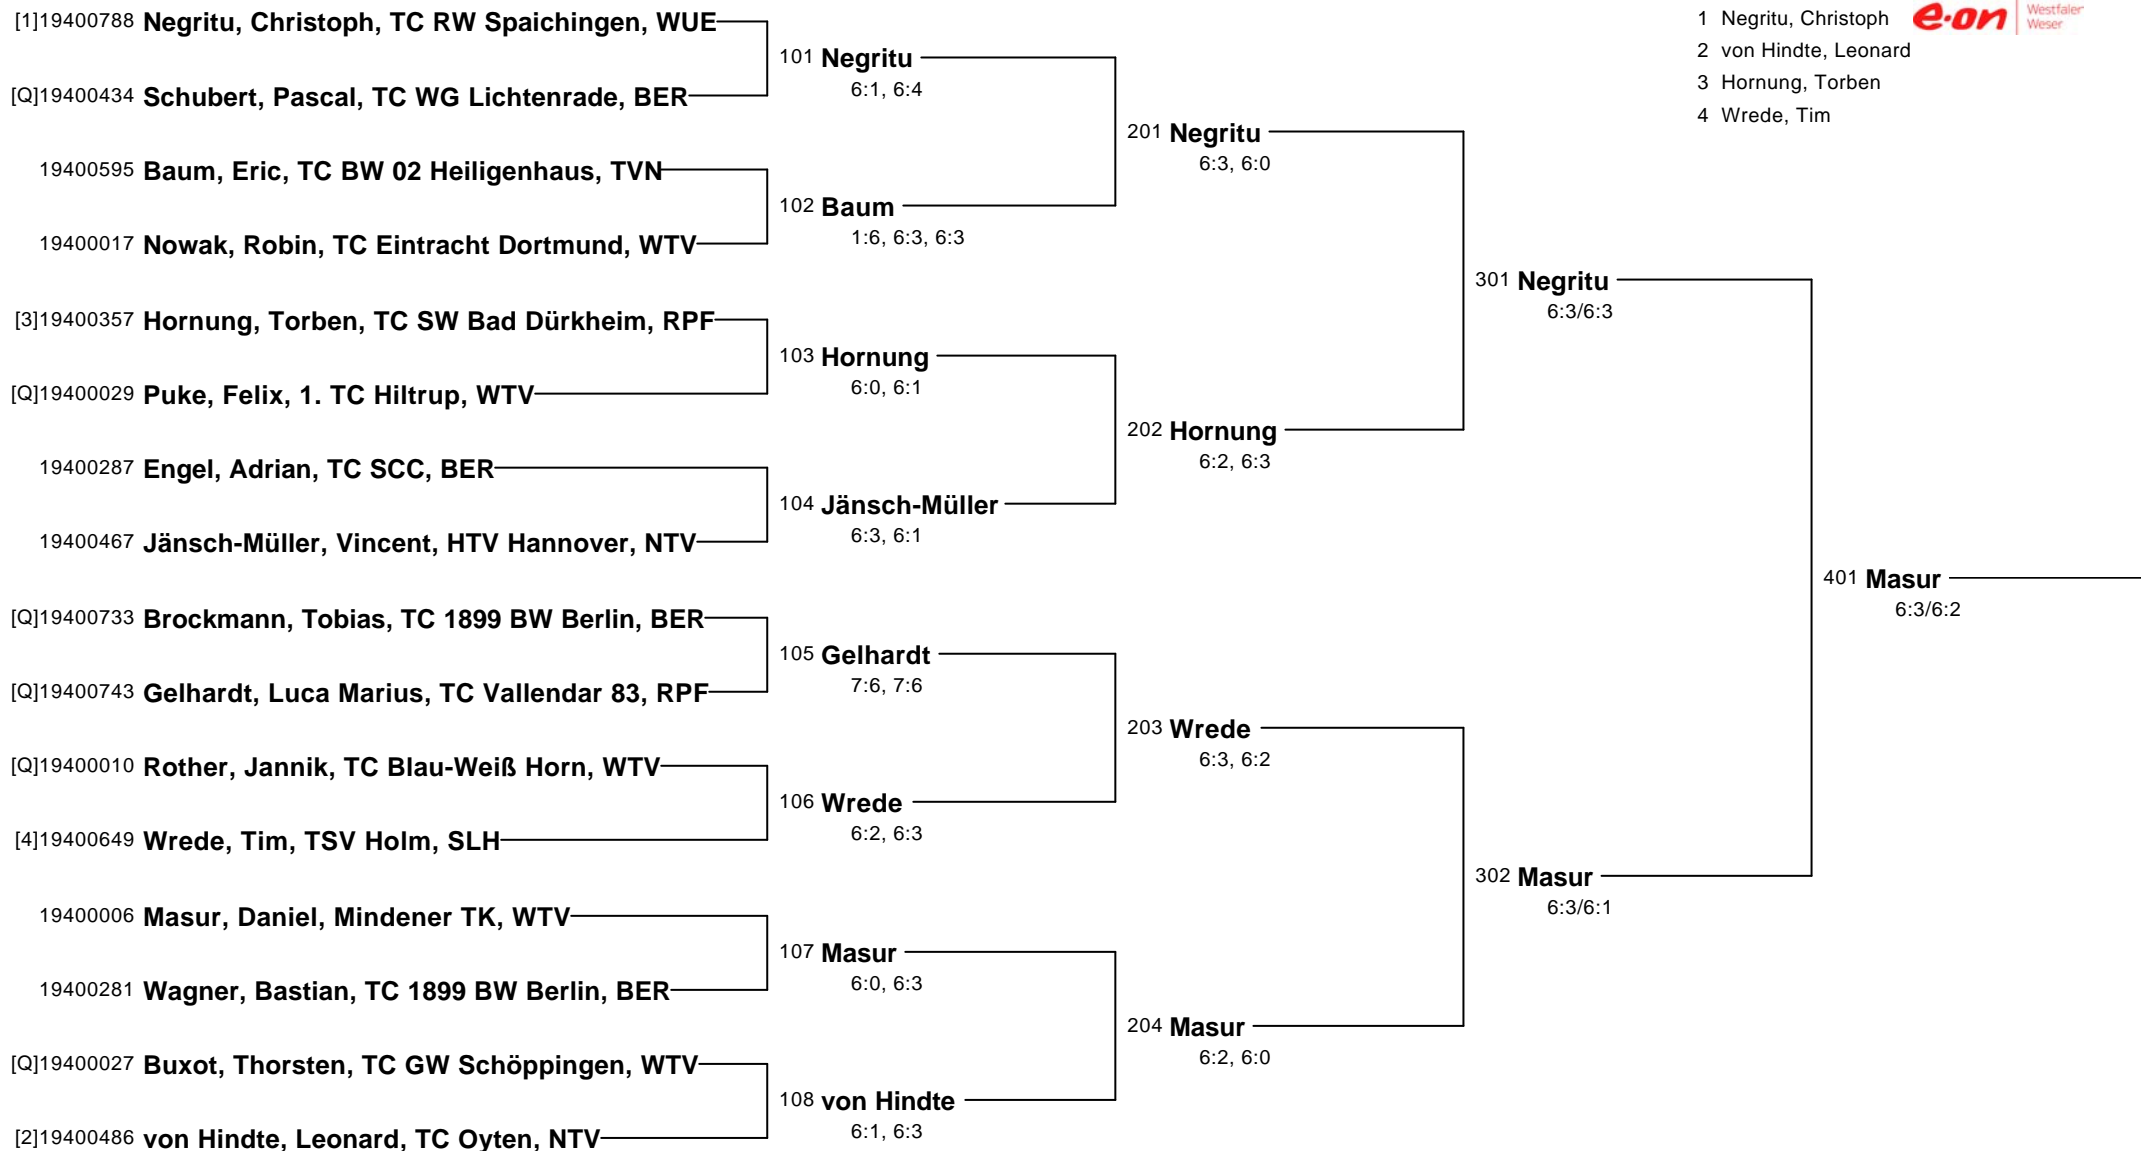 [1]19400788 Negritu, Christoph, TC RW Spaichingen, WUE
[Q]19400434 Schubert, Pascal, TC WG Lichtenrade, BER
19400595 Baum, Eric, TC BW 02 Heiligenhaus, TVN
19400017 Nowak, Robin, TC Eintracht Dortmund, WTV
[3]19400357 Hornung, Torben, TC SW Bad Dürkheim, RPF
[Q]19400029 Puke, Felix, 1. TC Hiltrup, WTV
19400287 Engel, Adrian, TC SCC, BER
19400467 Jänsch-Müller, Vincent, HTV Hannover, NTV
[Q]19400733 Brockmann, Tobias, TC 1899 BW Berlin, BER
[Q]19400743 Gelhardt, Luca Marius, TC Vallendar 83, RPF
[Q]19400010 Rother, Jannik, TC Blau-Weiß Horn, WTV
[4]19400649 Wrede, Tim, TSV Holm, SLH
19400006 Masur, Daniel, Mindener TK, WTV
19400281 Wagner, Bastian, TC 1899 BW Berlin, BER
[Q]19400027 Buxot, Thorsten, TC GW Schöppingen, WTV
[2]19400486 von Hindte, Leonard, TC Oyten, NTV
101 Negritu
6:1, 6:4
102 Baum
1:6, 6:3, 6:3
103 Hornung
6:0, 6:1
104 Jänsch-Müller
6:3, 6:1
105 Gelhardt
7:6, 7:6
106 Wrede
6:2, 6:3
107 Masur
6:0, 6:3
108 von Hindte
6:1, 6:3
201 Negritu
6:3, 6:0
202 Hornung
6:2, 6:3
203 Wrede
6:3, 6:2
204 Masur
6:2, 6:0
301 Negritu
6:3/6:3
302 Masur
6:3/6:1
401 Masur
6:3/6:2
1 Negritu, Christoph
2 von Hindte, Leonard
3 Hornung, Torben
4 Wrede, Tim
e·on
Westfalen
Weser